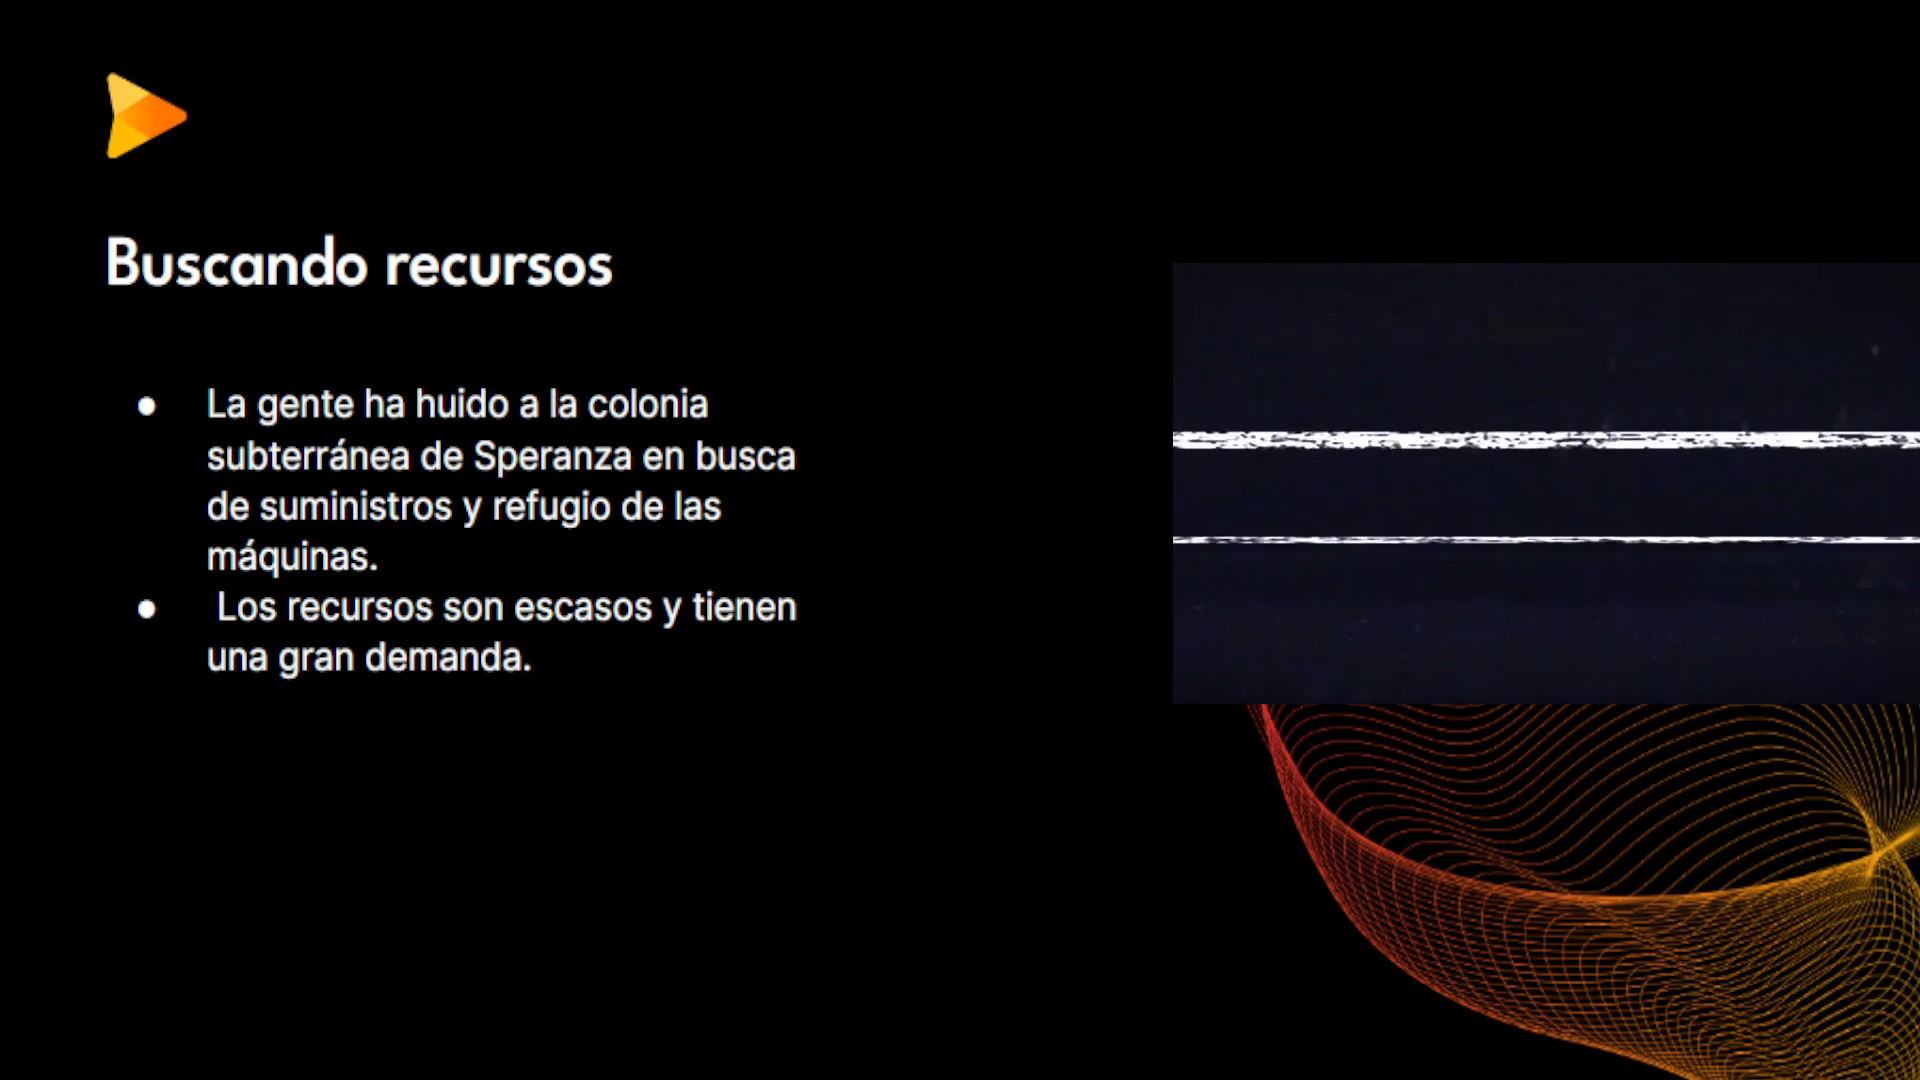 Buscando recursos
● La gente ha huido a la colonia
subterránea de Speranza en busca
de suministros y refugio de las
máquinas.
● Los recursos son escasos y tienen
una gran demanda.